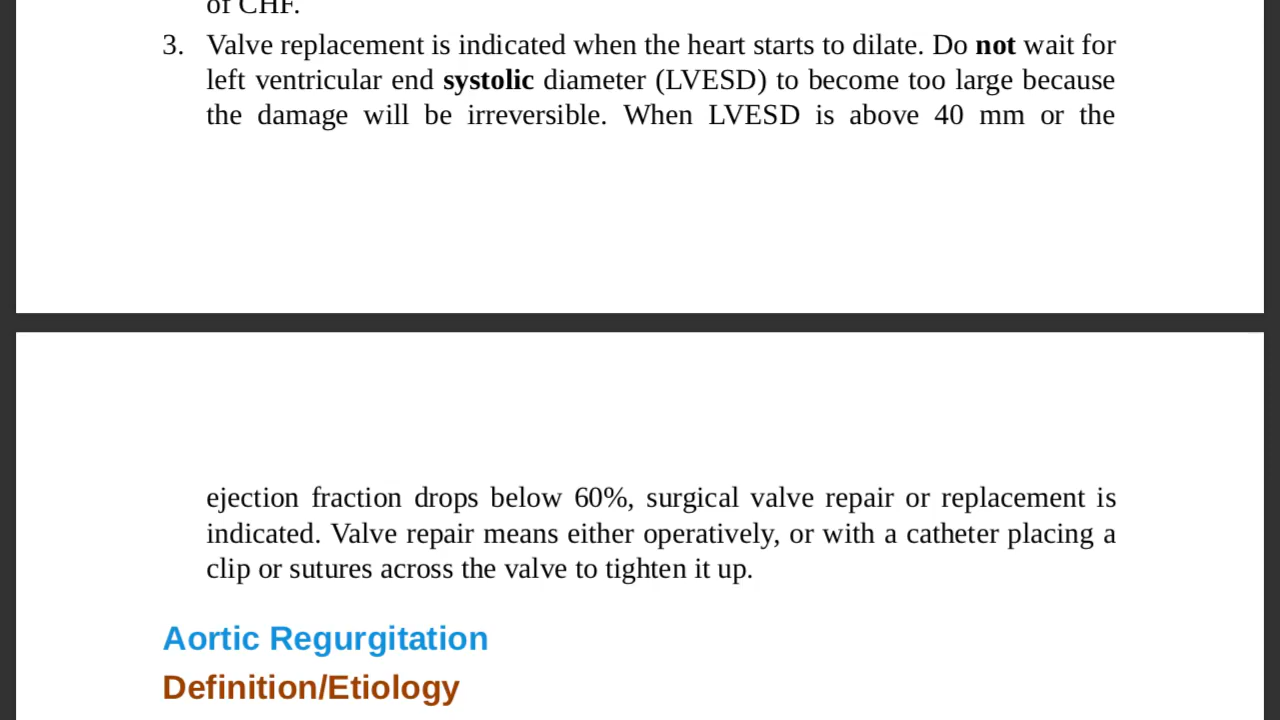 of CHF.
3. Valve replacement is indicated when the heart starts to dilate. Do not wait for
left ventricular end systolic diameter (LVESD) to become too large because
the damage will be irreversible. When LVESD is above 40 mm or the
ejection fraction drops below 60%, surgical valve repair or replacement is
indicated. Valve repair means either operatively, or with a catheter placing a
clip or sutures across the valve to tighten it up.
Aortic Regurgitation
Definition/Etiology